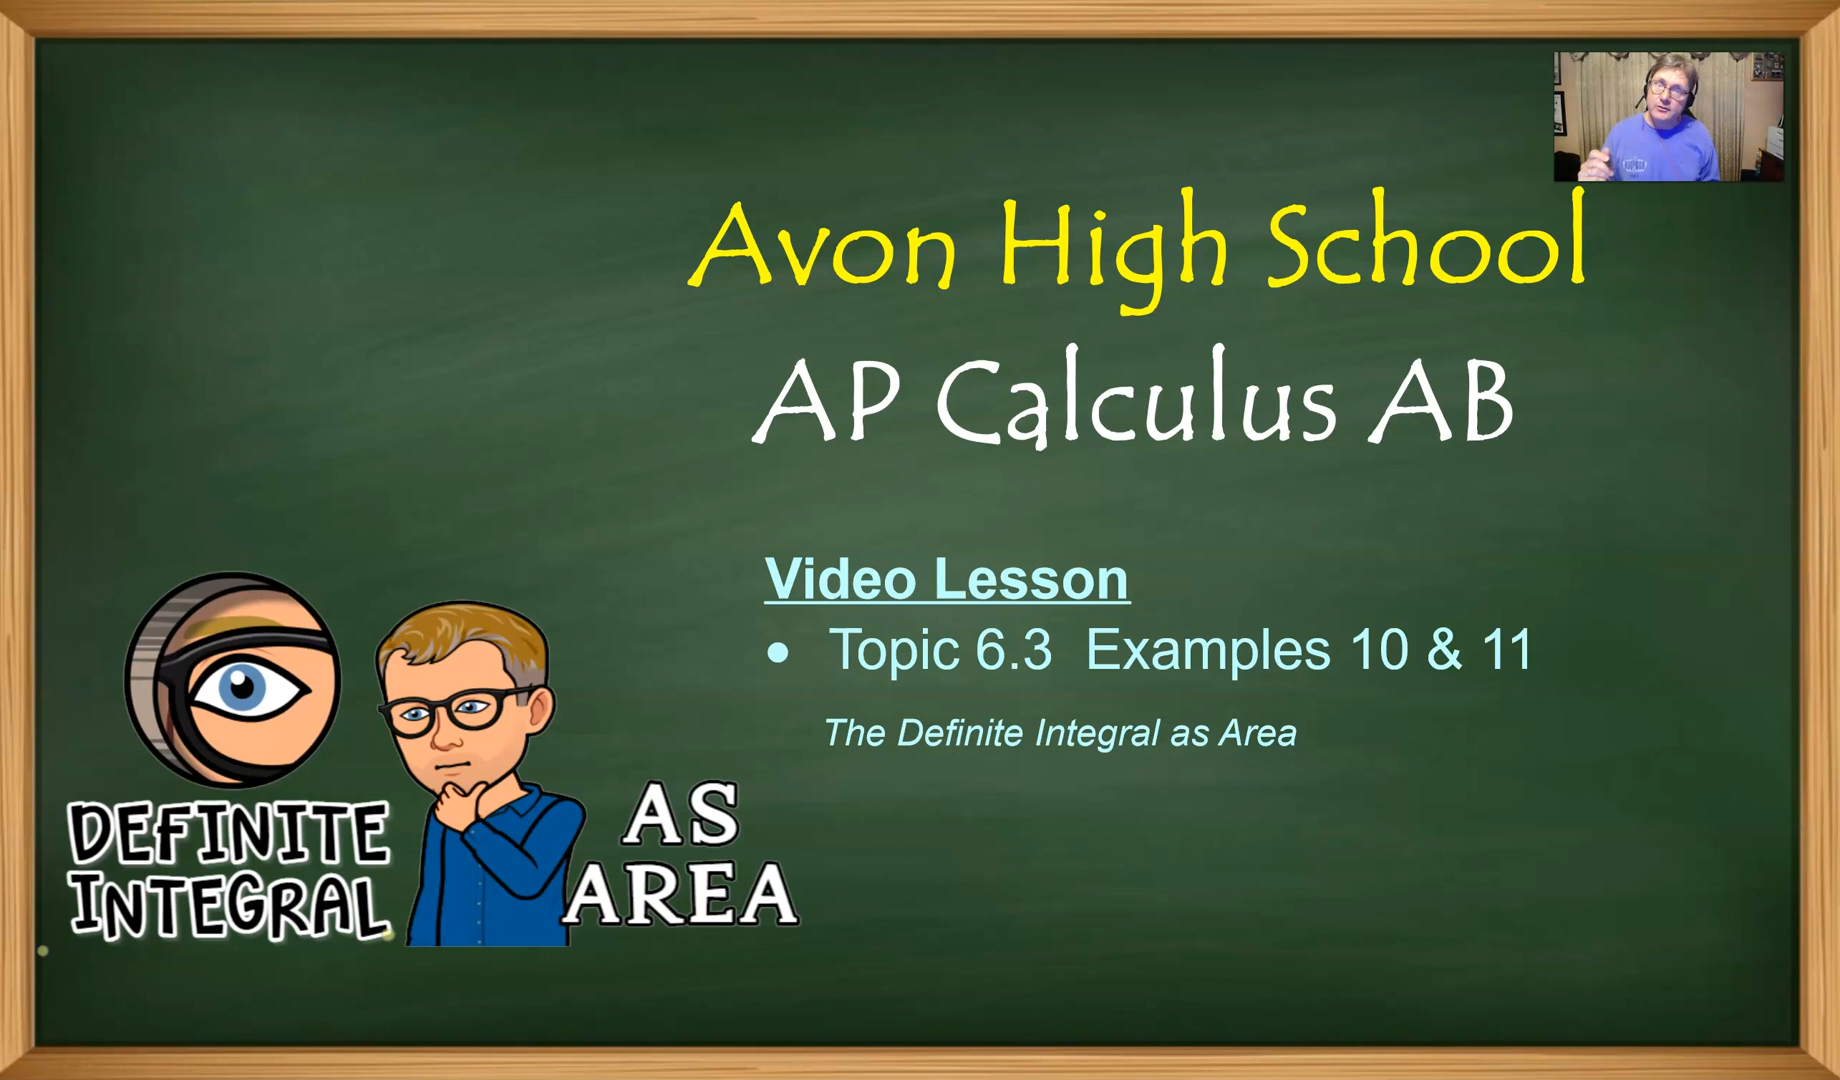 Avon High School
AP Calculus AB
Video Lesson
• Topic 6.3 Examples 10 & 11
The Definite Integral as Area
DEFINITE
INTEGRAL
AS
AREA